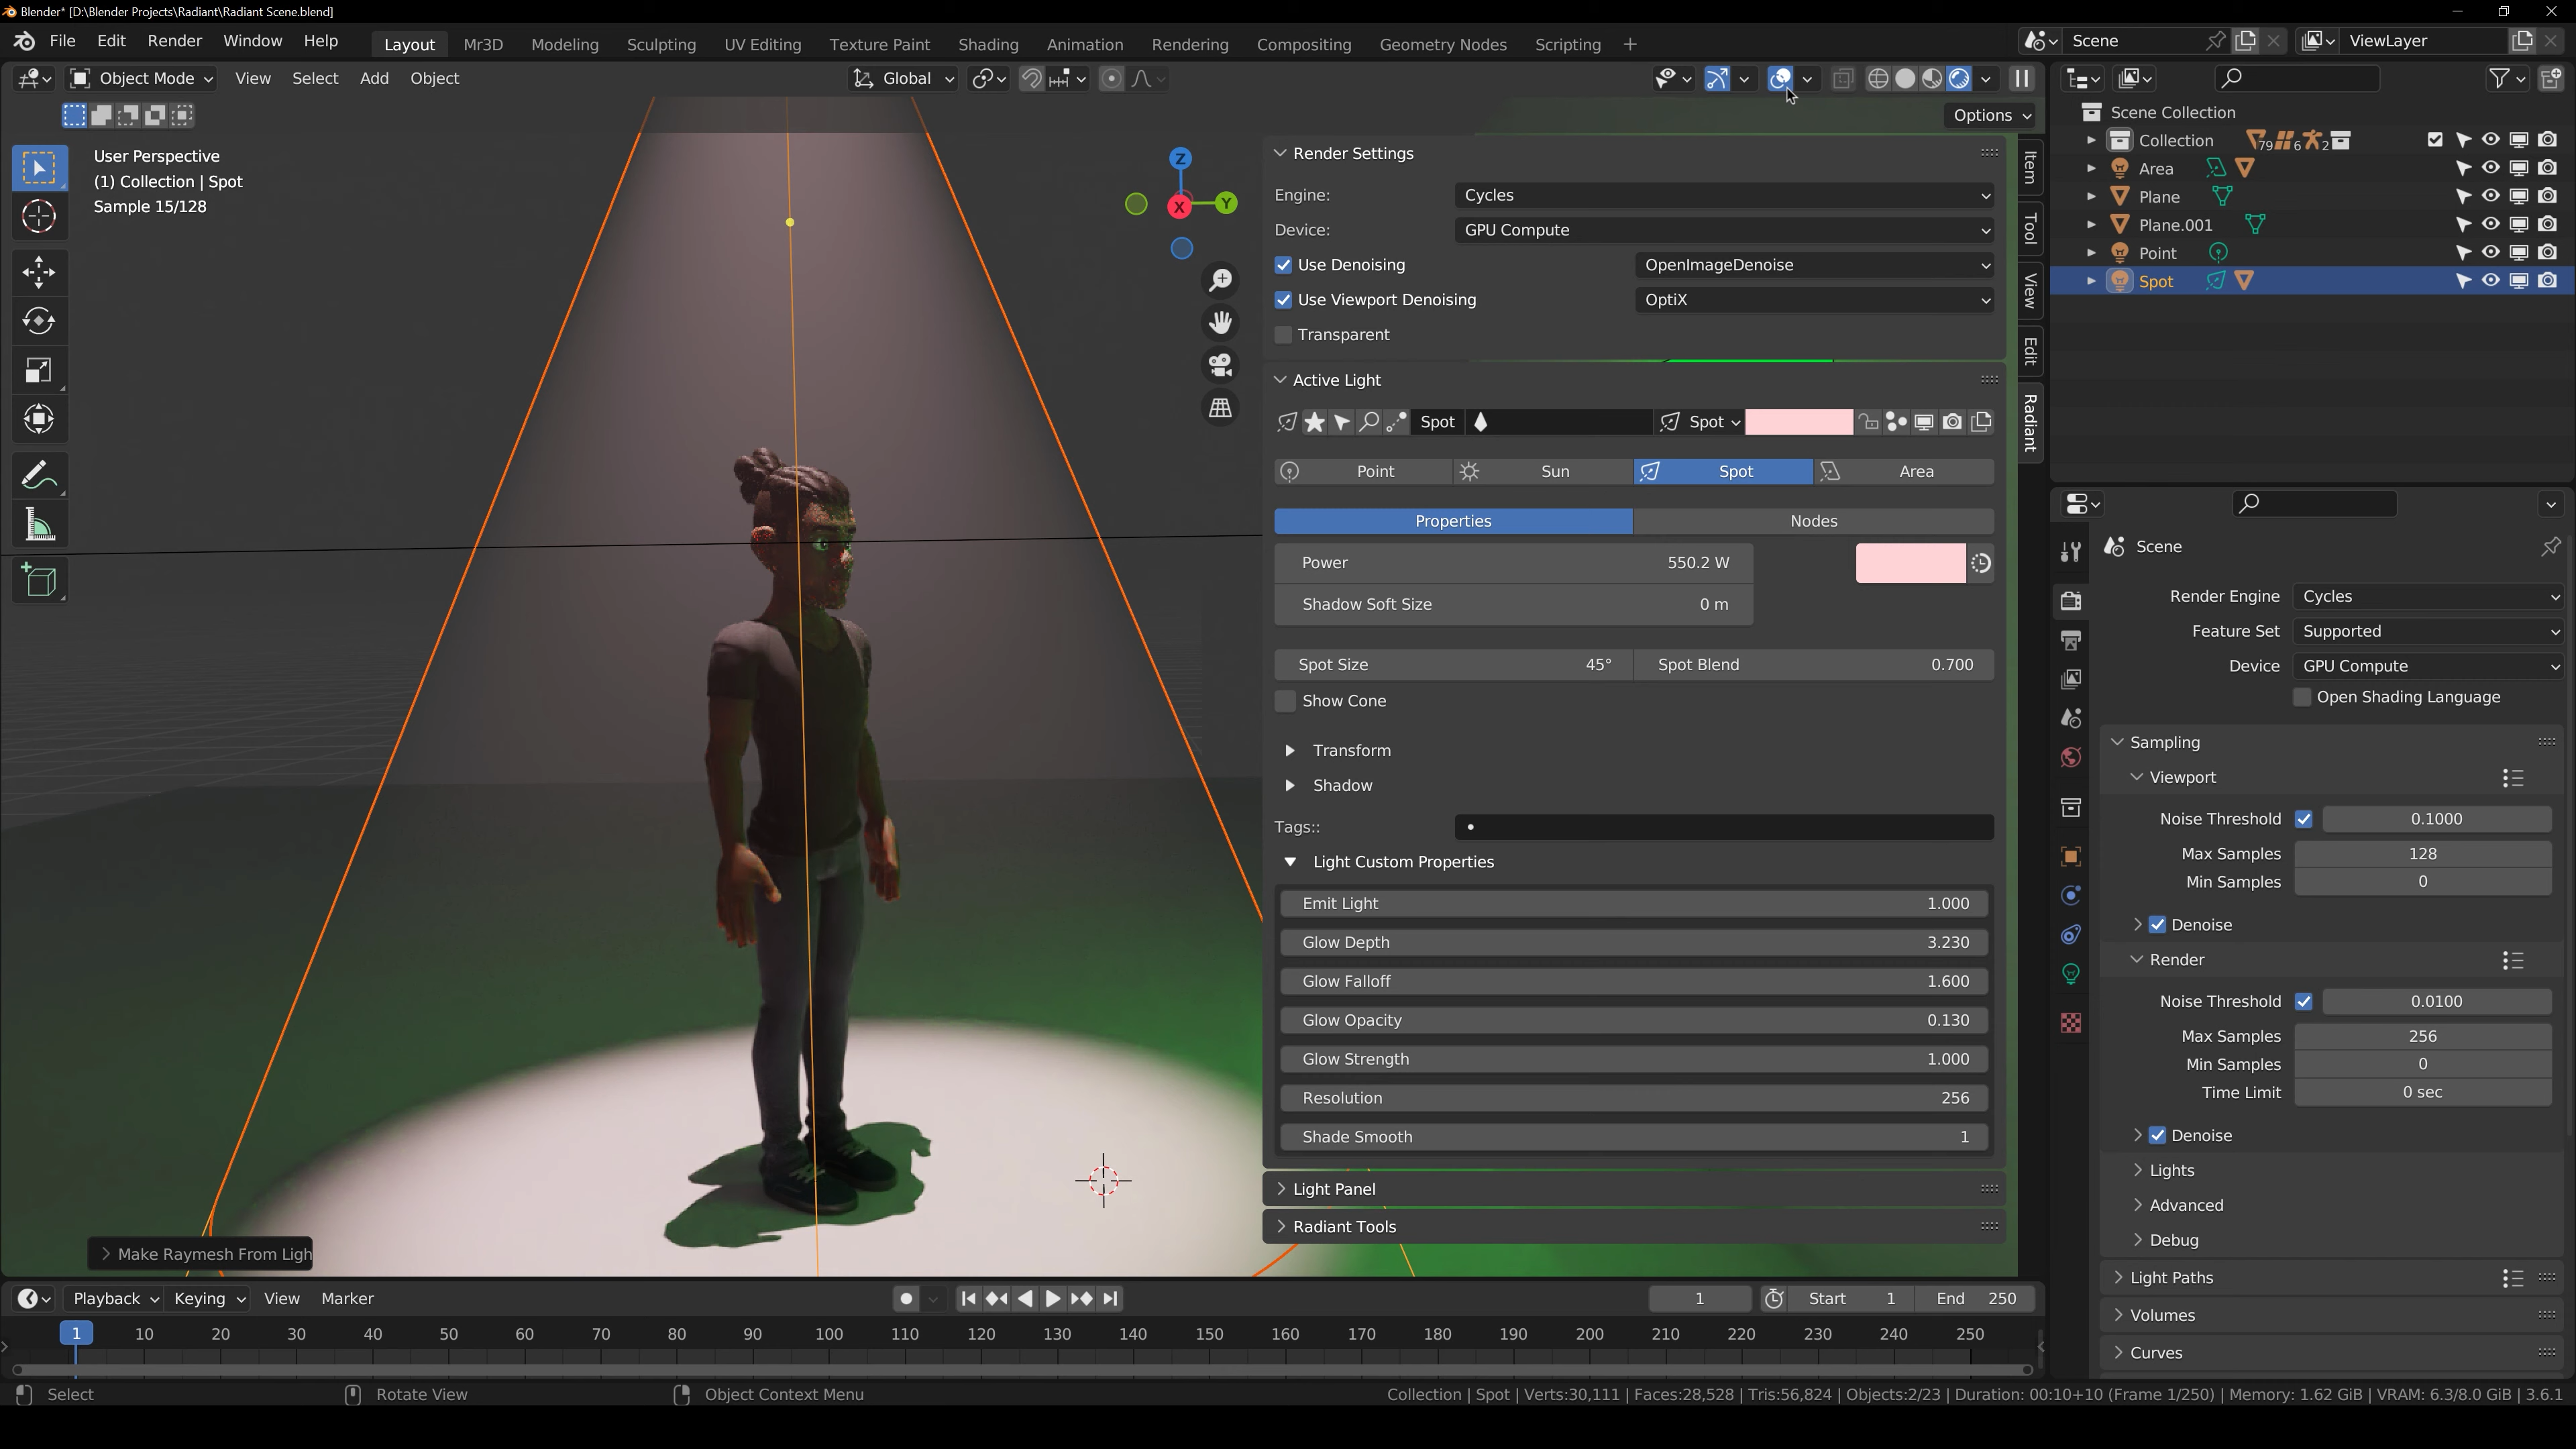 Blender* [D:\Blender Projects\Radiant\Radiant Scene.blend]
File Edit Render Window Help Layout Mr3D Modeling Sculpting UV Editing Texture Paint Shading Animation Rendering Compositing Geometry Nodes Scripting + Scene ViewLayer
Object Mode View Select Add Object Global
Options
User Perspective
(1) Collection | Spot
Sample 15/128
Z
X Y
Render Settings
Engine: Cycles
Device: GPU Compute
Use Denoising OpenImageDenoise
Use Viewport Denoising OptiX
Transparent
Active Light
Spot Spot
Point Sun Spot Area
Properties Nodes
Power 550.2 W
Shadow Soft Size 0 m
Spot Size 45° Spot Blend 0.700
Show Cone
Transform
Shadow
Tags::
Light Custom Properties
Emit Light 1.000
Glow Depth 3.230
Glow Falloff 1.600
Glow Opacity 0.130
Glow Strength 1.000
Resolution 256
Shade Smooth 1
Light Panel
Radiant Tools
Item
Tool
View
Edit
Radiant
Make Raymesh From Ligh
Scene Collection
Collection 79 6 2
Area
Plane
Plane.001
Point
Spot
Scene
Render Engine Cycles
Feature Set Supported
Device GPU Compute
Open Shading Language
Sampling
Viewport
Noise Threshold 0.1000
Max Samples 128
Min Samples 0
Denoise
Render
Noise Threshold 0.0100
Max Samples 256
Min Samples 0
Time Limit 0 sec
Denoise
Lights
Advanced
Debug
Light Paths
Volumes
Curves
Playback Keying View Marker 1 Start 1 End 250
1 10 20 30 40 50 60 70 80 90 100 110 120 130 140 150 160 170 180 190 200 210 220 230 240 250
Select Rotate View Object Context Menu Collection | Spot | Verts:30,111 | Faces:28,528 | Tris:56,824 | Objects:2/23 | Duration: 00:10+10 (Frame 1/250) | Memory: 1.62 GiB | VRAM: 6.3/8.0 GiB | 3.6.1